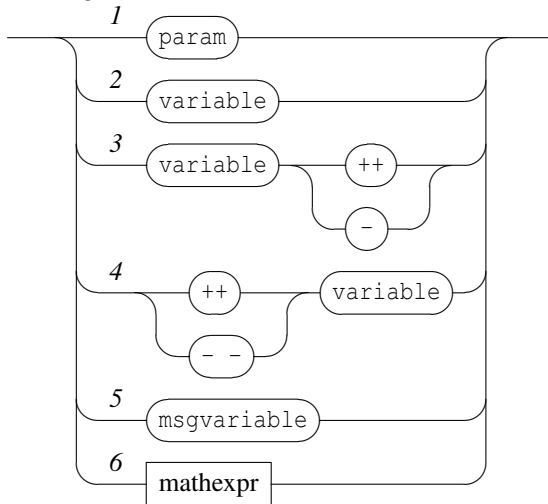 1 param
2 variable
3 variable ++
-
4 ++ variable
- -
5 msgvariable
6 mathexpr